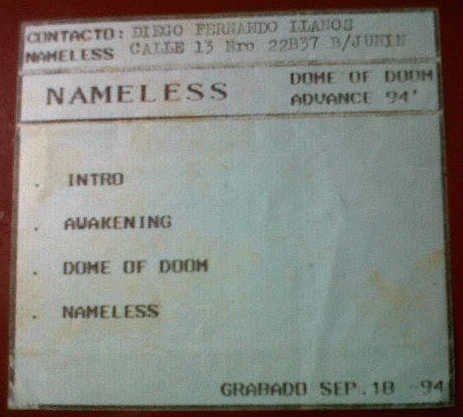 CONTACTO: DIEGO FERNANDO LLANOS
NAMELESS CALLE 13 Nro 22B37 B/JUNIN
NAMELESS
DOME OF DOOM
ADVANCE 94'
. INTRO
. AWAKENING
. DOME OF DOOM
. NAMELESS
GRABADO SEP.18 -94